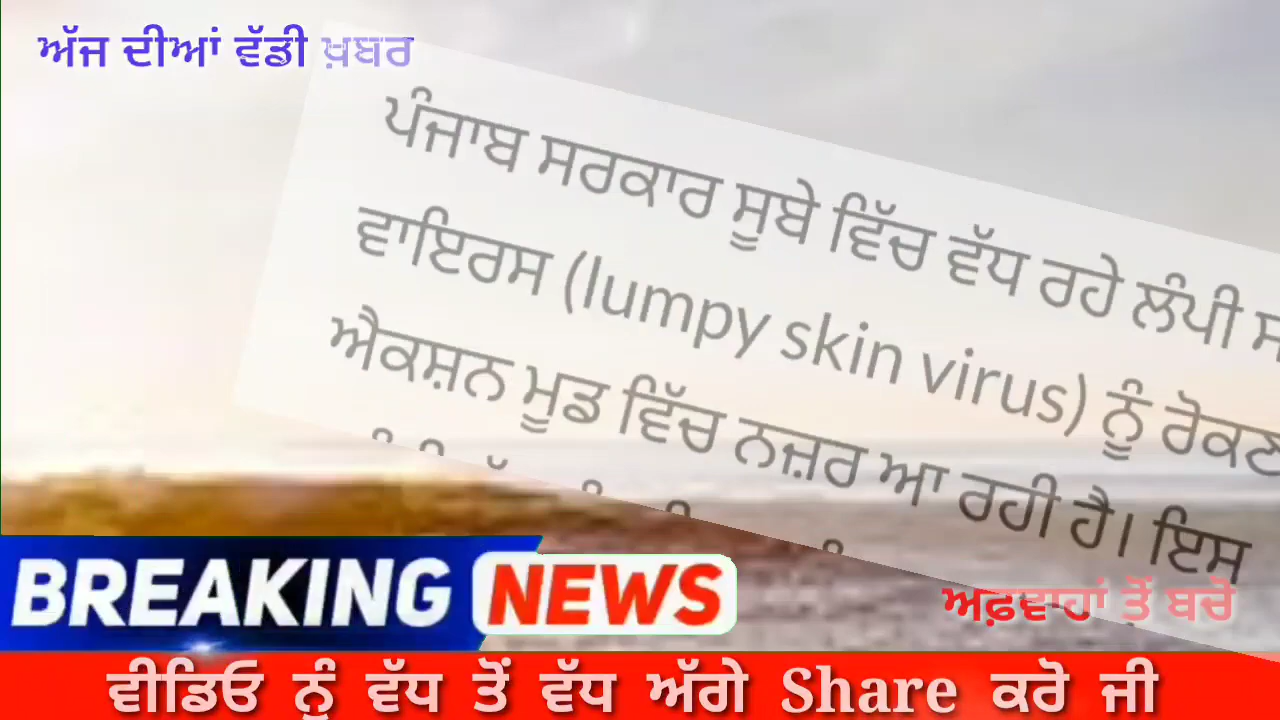 ਅੱਜ ਦੀਆਂ ਵੱਡੀ ਖ਼ਬਰ
ਪੰਜਾਬ ਸਰਕਾਰ ਸੂਬੇ ਵਿੱਚ ਵੱਧ ਰਹੇ ਲੰਪੀ
ਵਾਇਰਸ (lumpy skin virus) ਨੂੰ ਰੋਕਣ
ਐਕਸ਼ਨ ਮੂਡ ਵਿੱਚ ਨਜ਼ਰ ਆ ਰਹੀ ਹੈ। ਇਸ
BREAKING NEWS
ਅਫ਼ਵਾਹਾਂ ਤੋਂ ਬਚੋ
ਵੀਡਿਓ ਨੂੰ ਵੱਧ ਤੋਂ ਵੱਧ ਅੱਗੇ Share ਕਰੋ ਜੀ